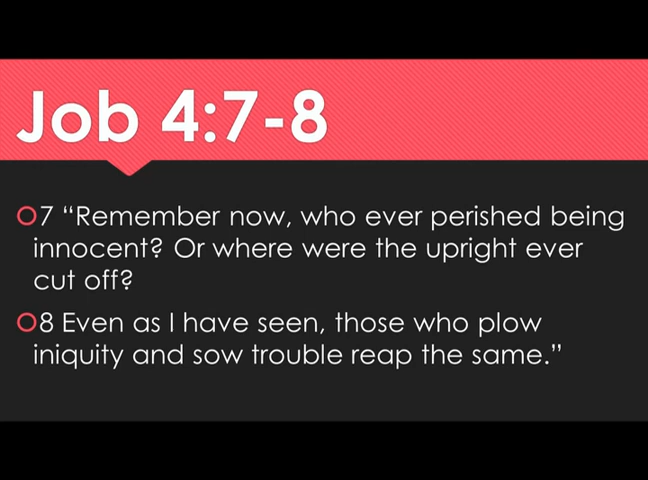 Job 4:7-8
7 “Remember now, who ever perished being
innocent? Or where were the upright ever
cut off?
8 Even as I have seen, those who plow
iniquity and sow trouble reap the same.”